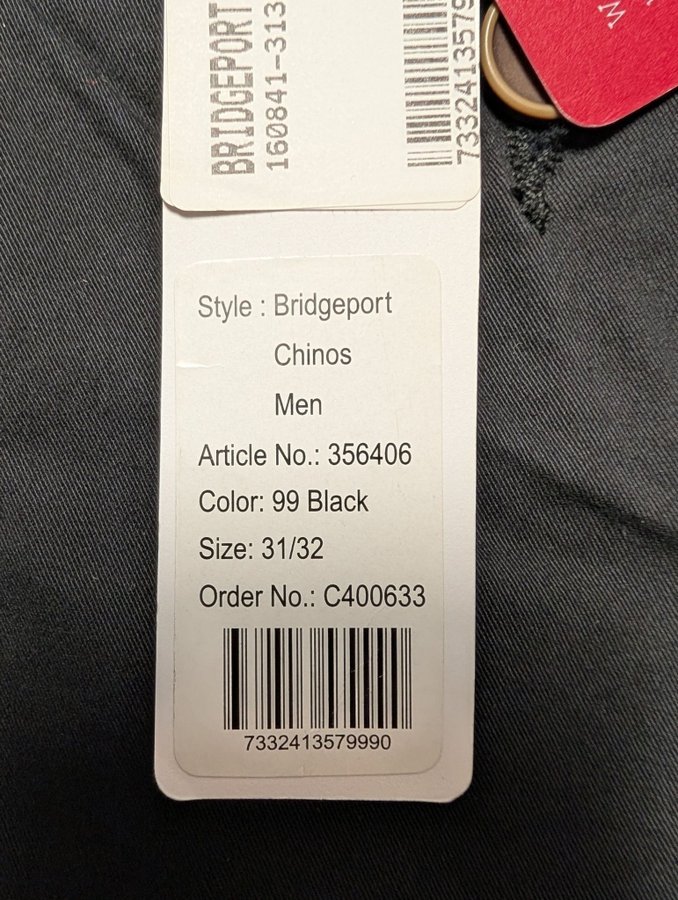 BRIDGEPORT
160841-313
7332413579
Style : Bridgeport
Chinos
Men
Article No.: 356406
Color: 99 Black
Size: 31/32
Order No.: C400633
7332413579990